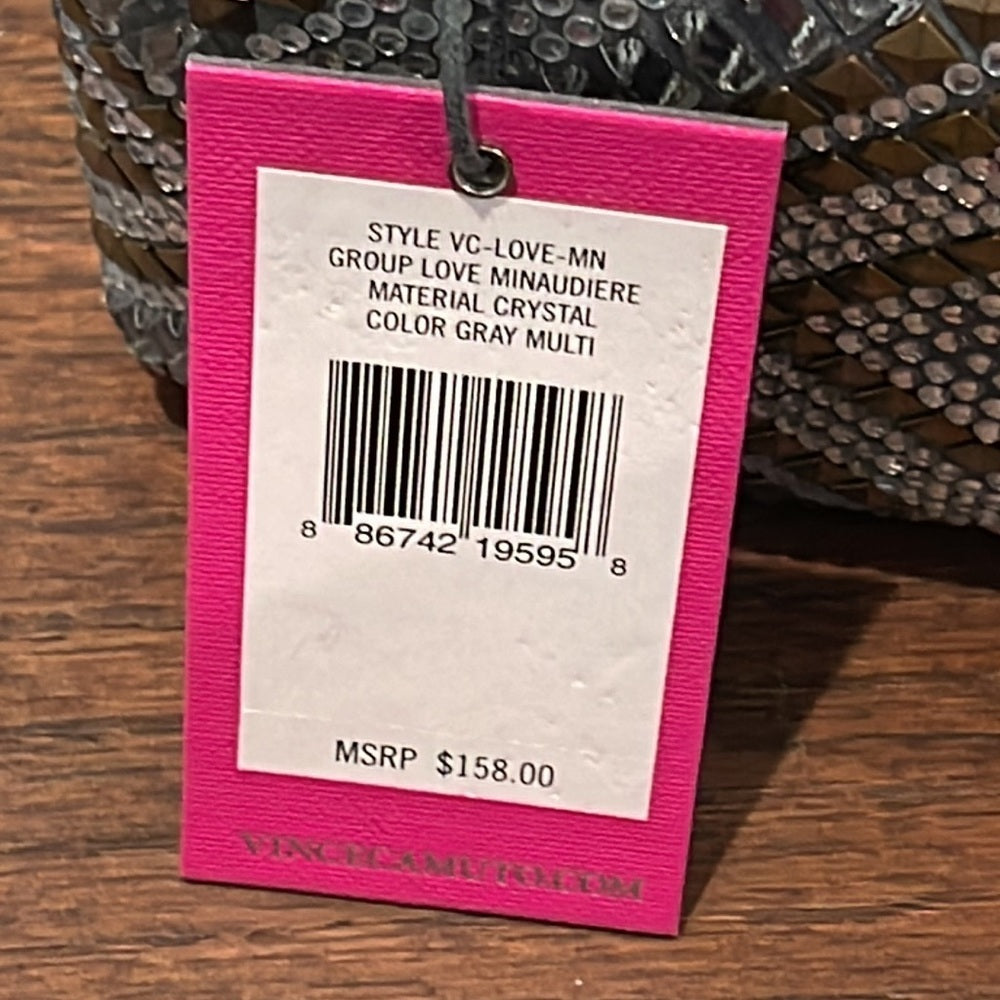 STYLE VC-LOVE-MN
GROUP LOVE MINAUDIERE
MATERIAL CRYSTAL
COLOR GRAY MULTI
8 86742 19595 8
MSRP $158.00
VINCECAMUTO.COM